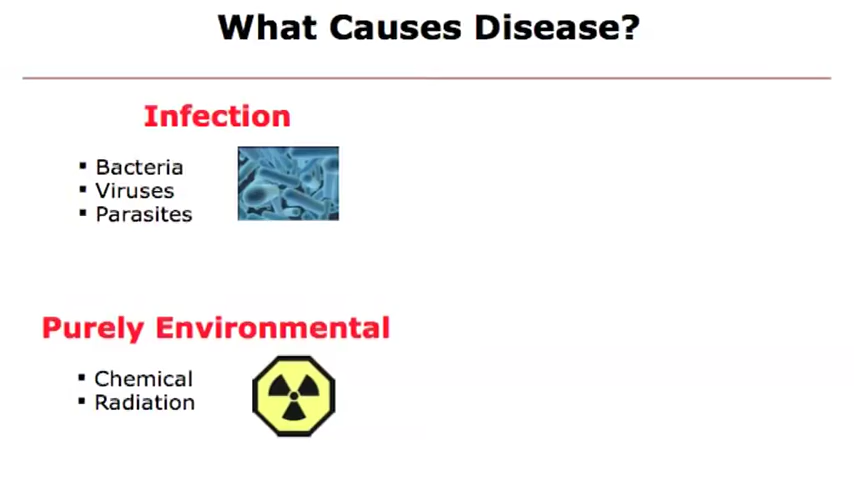 What Causes Disease?
Infection
▪ Bacteria
▪ Viruses
▪ Parasites
Purely Environmental
▪ Chemical
▪ Radiation